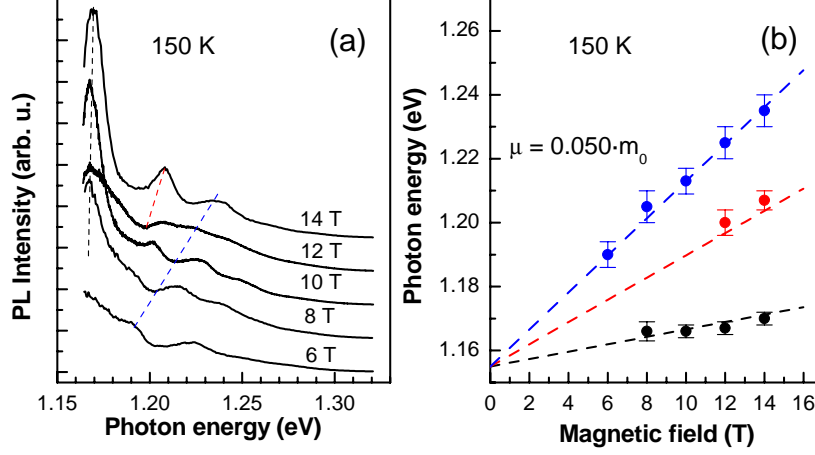 150 K
(a)
PL Intensity (arb. u.)
14 T
12 T
10 T
8 T
6 T
1.15
1.20
1.25
1.30
Photon energy (eV)
150 K
(b)
Photon energy (eV)
1.26
1.24
1.22
1.20
1.18
1.16
μ = 0.050·m₀
0
2
4
6
8
10
12
14
16
Magnetic field (T)